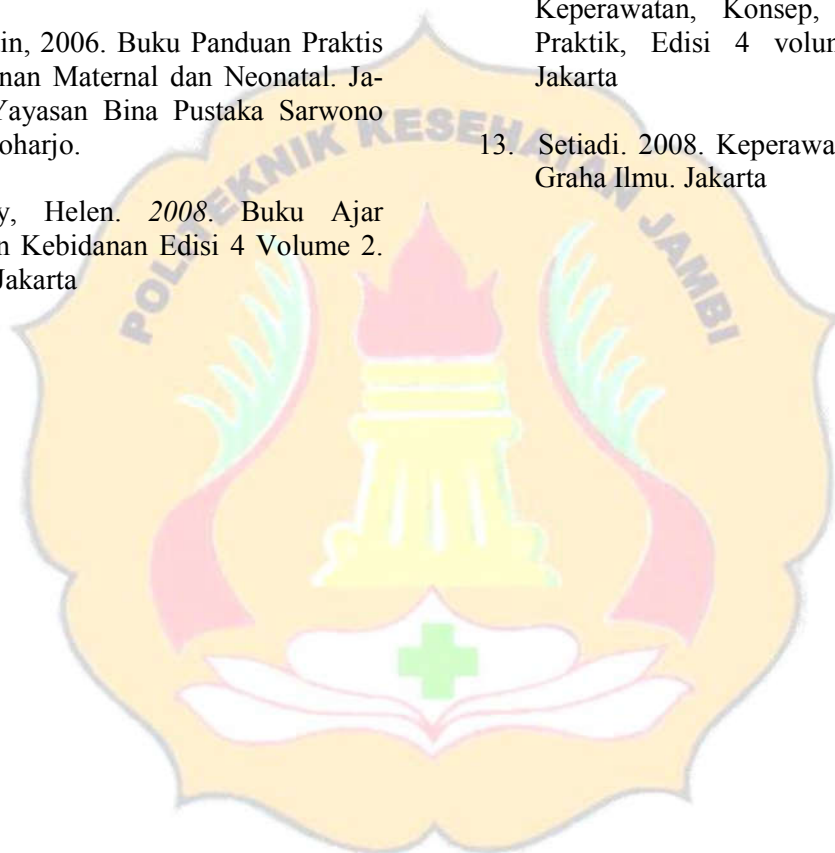 in, 2006. Buku Panduan Praktis
nan Maternal dan Neonatal. Ja-
Yayasan Bina Pustaka Sarwono
oharjo.
y, Helen. 2008. Buku Ajar
n Kebidanan Edisi 4 Volume 2.
Jakarta
Keperawatan, Konsep,
Praktik, Edisi 4 volum
Jakarta
13. Setiadi. 2008. Keperawa
Graha Ilmu. Jakarta
POLITEKNIK KESEHATAN JAMBI